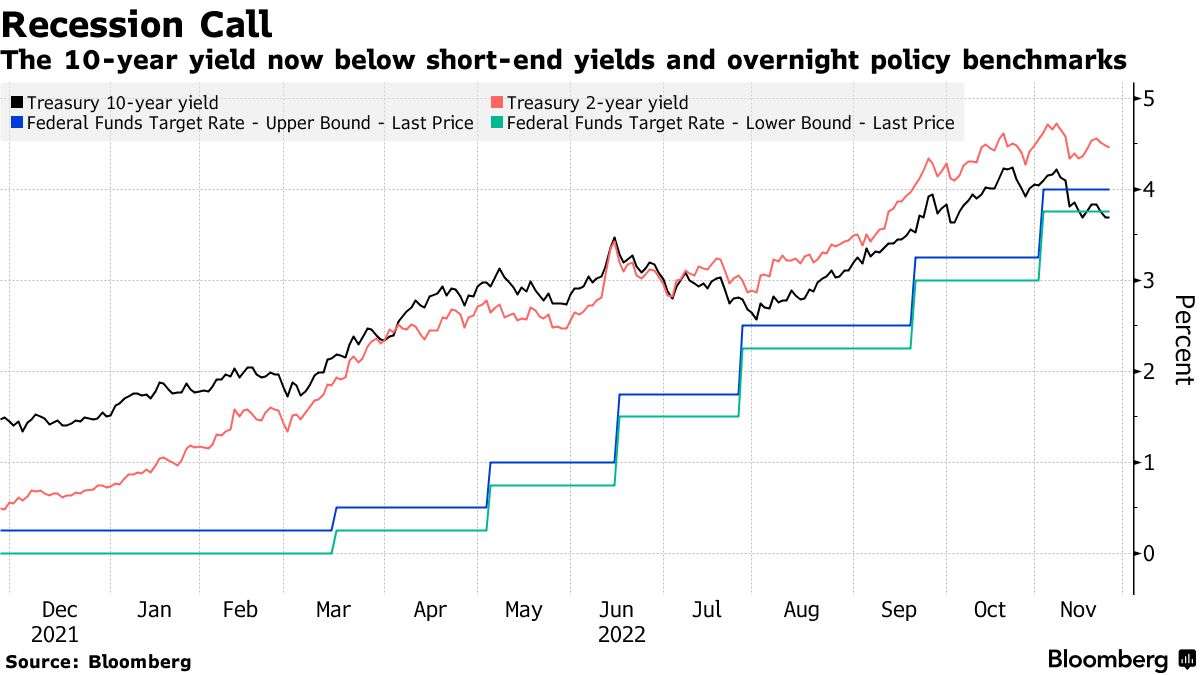 Recession Call
The 10-year yield now below short-end yields and overnight policy benchmarks
Treasury 10-year yield Treasury 2-year yield
Federal Funds Target Rate - Upper Bound - Last Price Federal Funds Target Rate - Lower Bound - Last Price
5
4
3
2
1
0
Percent
Dec Jan Feb Mar Apr May Jun Jul Aug Sep Oct Nov
2021 2022
Source: Bloomberg
Bloomberg